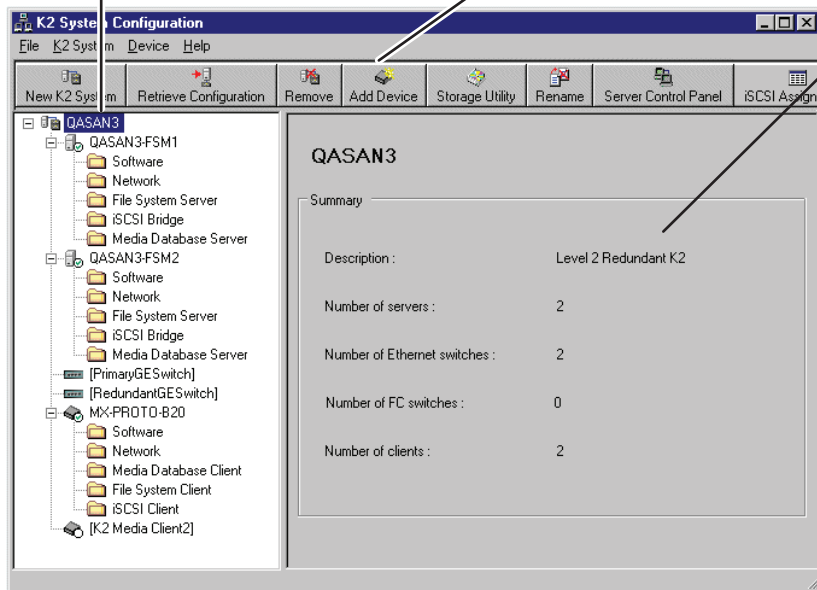 K2 System Configuration
File K2 System Device Help
New K2 System Retrieve Configuration Remove Add Device Storage Utility Rename Server Control Panel iSCSI Assign
QASAN3
QASAN3-FSM1
Software
Network
File System Server
iSCSI Bridge
Media Database Server
QASAN3-FSM2
Software
Network
File System Server
iSCSI Bridge
Media Database Server
[PrimaryGESwitch]
[RedundantGESwitch]
MX-PROTO-B20
Software
Network
Media Database Client
File System Client
iSCSI Client
[K2 Media Client2]
QASAN3
Summary
Description : Level 2 Redundant K2
Number of servers : 2
Number of Ethernet switches : 2
Number of FC switches : 0
Number of clients : 2